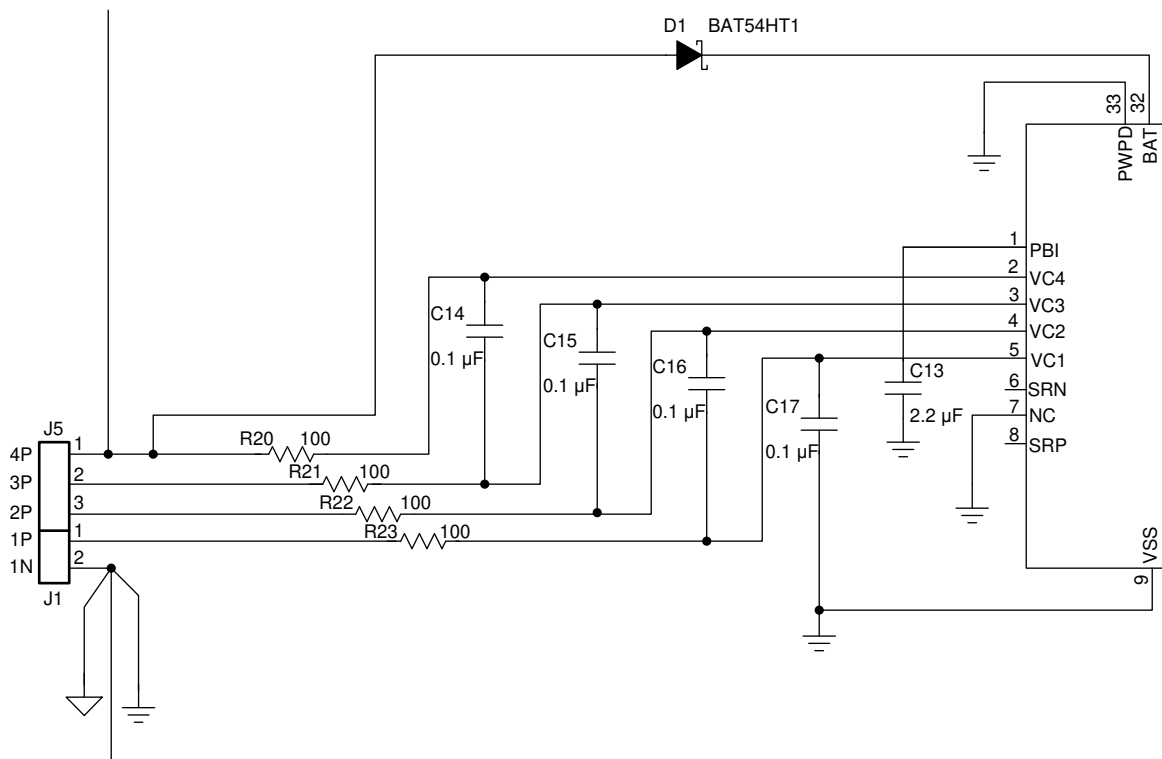 D1 BAT54HT1
33
32
PWPD
BAT
1 PBI
2 VC4
3 VC3
C14
4 VC2
C15
0.1 µF
5 VC1
C16
C13
0.1 µF
6 SRN
C17
0.1 µF
7 NC
2.2 µF
J5
R20 100
8 SRP
0.1 µF
4P 1
R21 100
3P 2
R22 100
2P 3
R23 100
1P 1
1N 2
VSS
9
J1